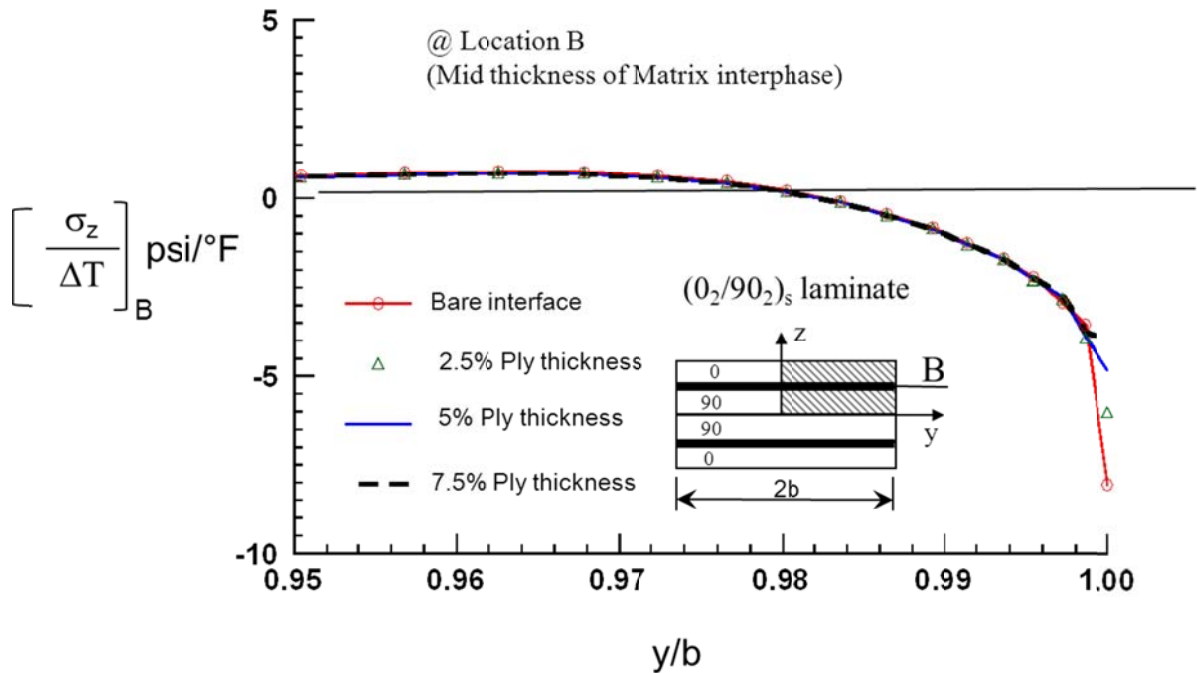 5
@ Location B
(Mid thickness of Matrix interphase)
0
[ σz / ΔT ]B psi/°F
Bare interface
(0₂/90₂)s laminate
2.5% Ply thickness
z
0
B
-5
90
y
5% Ply thickness
90
0
7.5% Ply thickness
2b
-10
0.95 0.96 0.97 0.98 0.99 1.00
y/b